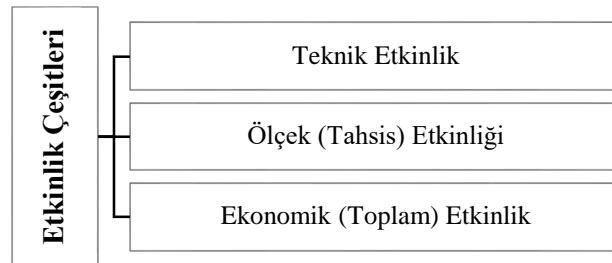 Etkinlik Çeşitleri
Teknik Etkinlik
Ölçek (Tahsis) Etkinliği
Ekonomik (Toplam) Etkinlik